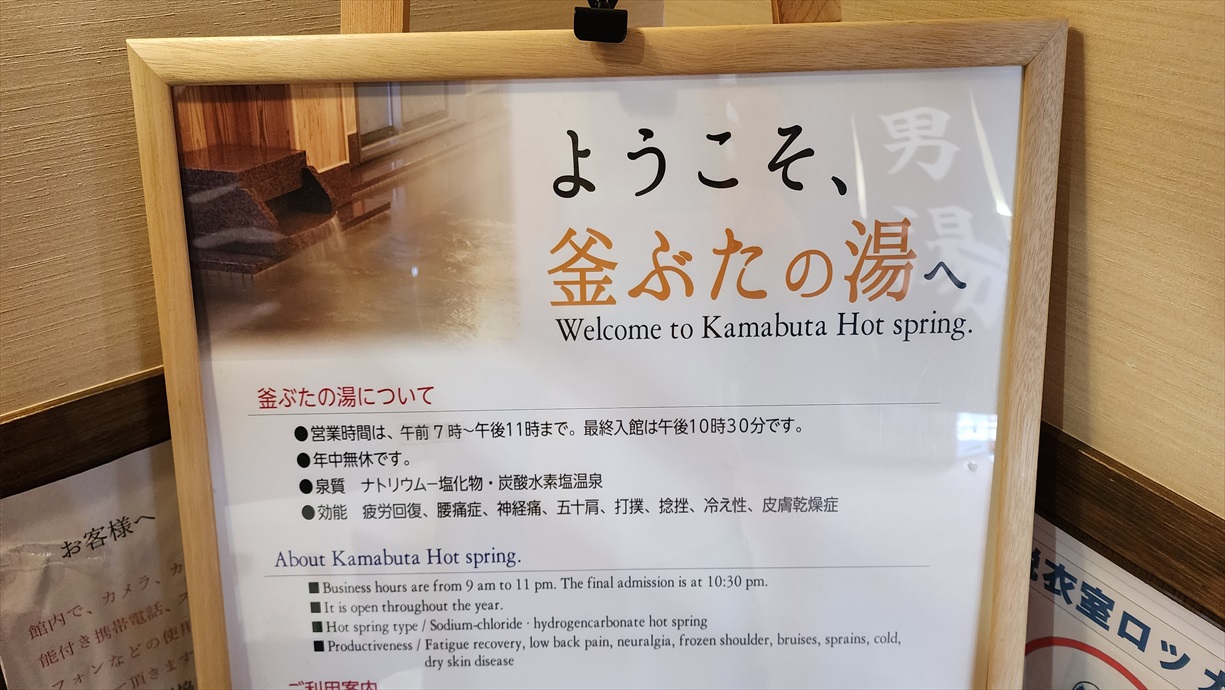 ようこそ、
釜ぶたの湯へ
Welcome to Kamabuta Hot spring.
男湯
釜ぶたの湯について
●営業時間は、午前7時~午後11時まで。最終入館は午後10時30分です。
●年中無休です。
●泉質 ナトリウム−塩化物・炭酸水素塩温泉
●効能 疲労回復、腰痛症、神経痛、五十肩、打撲、捻挫、冷え性、皮膚乾燥症
About Kamabuta Hot spring.
■Business hours are from 9 am to 11 pm. The final admission is at 10:30 pm.
■It is open throughout the year.
■Hot spring type / Sodium-chloride · hydrogencarbonate hot spring
■Productiveness / Fatigue recovery, low back pain, neuralgia, frozen shoulder, bruises, sprains, cold,
dry skin disease
ご利用案内
お客様へ
館内で、カメラ、カ
能付き携帯電話、ス
フォンなどの使用
頂きます
衣室ロッカ